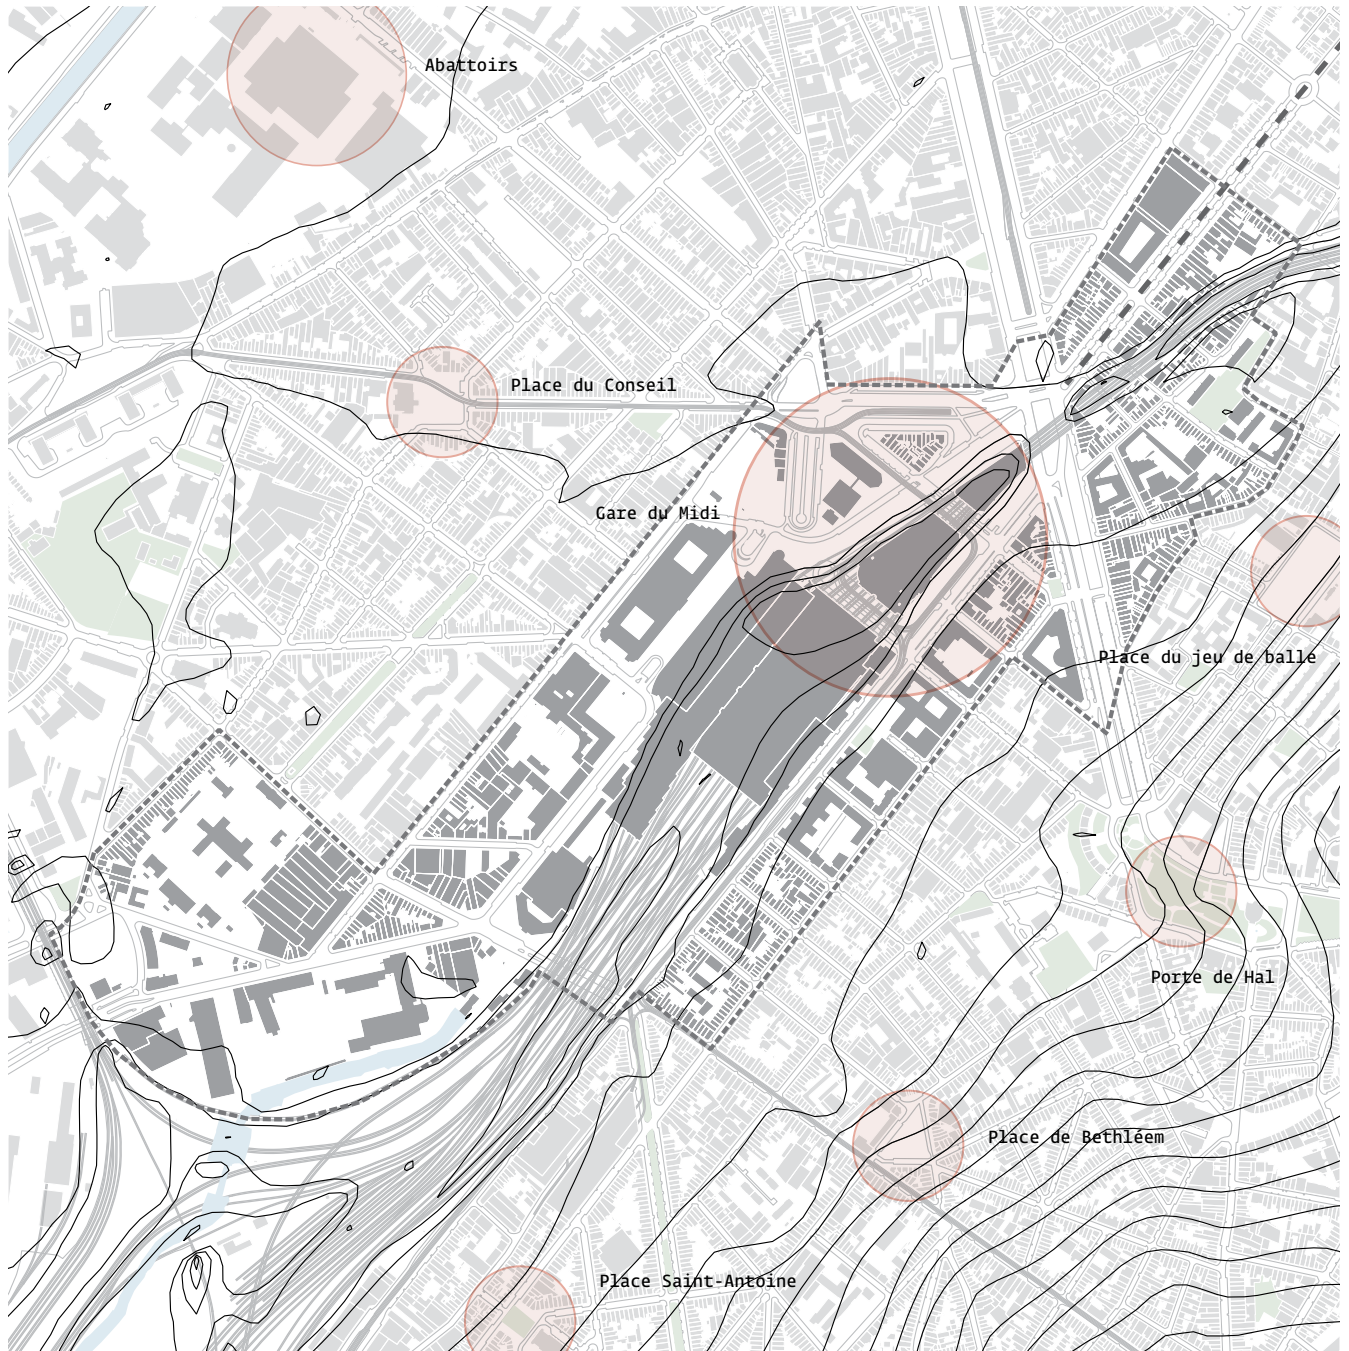 Abattoirs
Place du Conseil
Gare du Midi
Place du jeu de balle
Porte de Hal
Place de Bethléem
Place Saint-Antoine